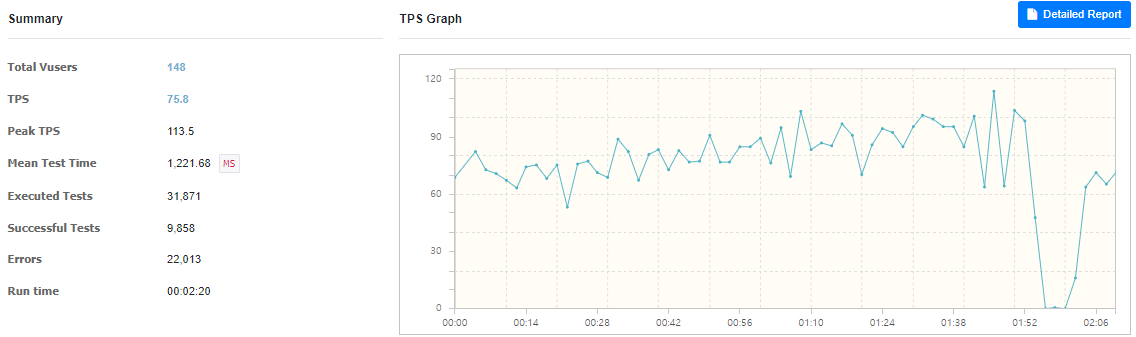 Summary
Total Vusers 148
TPS 75.8
Peak TPS 113.5
Mean Test Time 1,221.68 MS
Executed Tests 31,871
Successful Tests 9,858
Errors 22,013
Run time 00:02:20
TPS Graph
Detailed Report
120
90
60
30
0
00:00 00:14 00:28 00:42 00:56 01:10 01:24 01:38 01:52 02:06